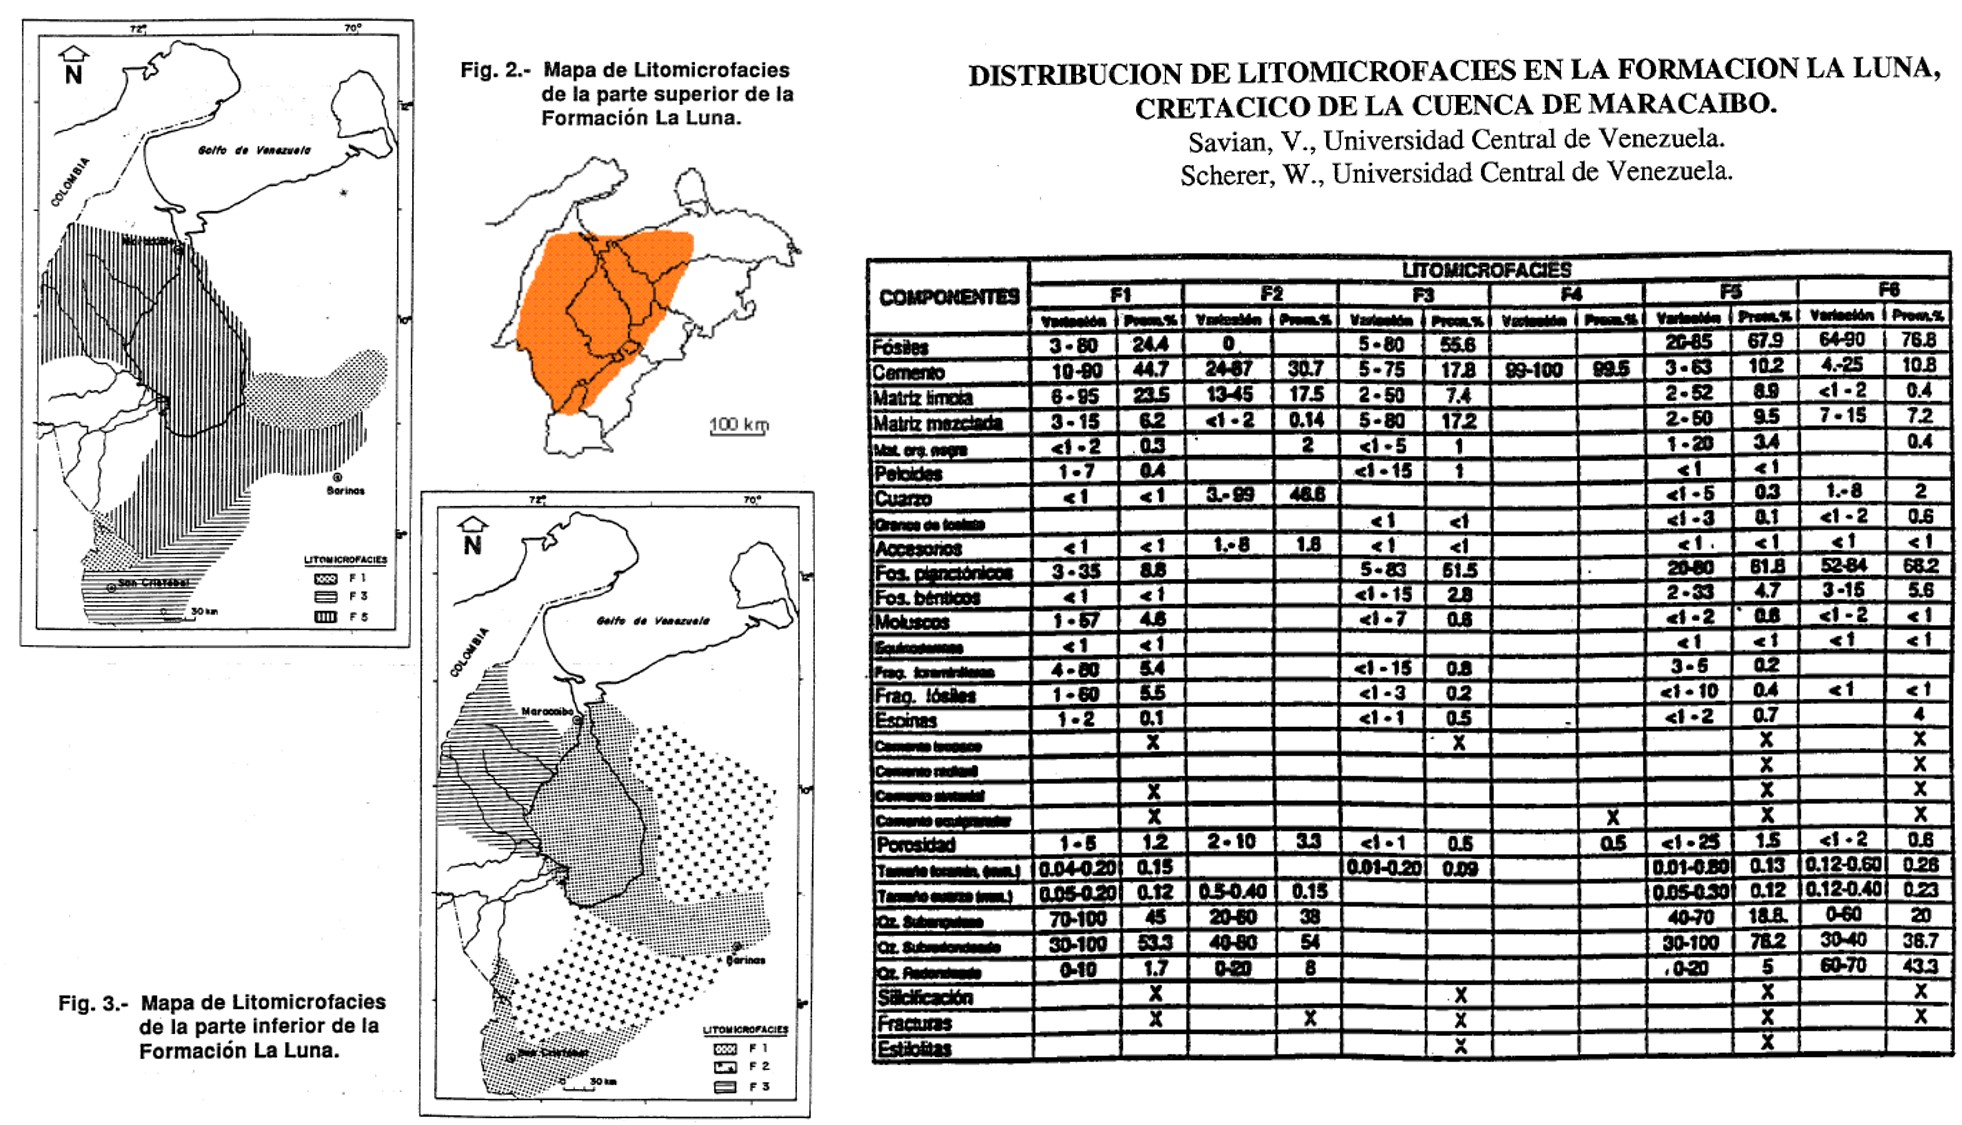 72°
70°
N
12°
Golfo de Venezuela
COLOMBIA
Maracaibo
10°
Barinas
8°
LITOMICROFACIES
F 1
San Cristóbal
F 3
30 km
F 5
Fig. 2.- Mapa de Litomicrofacies
de la parte superior de la
Formación La Luna.
100 km
72°
70°
N
12°
Golfo de Venezuela
COLOMBIA
Maracaibo
10°
Barinas
8°
LITOMICROFACIES
San Cristóbal
F 1
F 2
30 km
F 3
Fig. 3.- Mapa de Litomicrofacies
de la parte inferior de la
Formación La Luna.
DISTRIBUCION DE LITOMICROFACIES EN LA FORMACION LA LUNA,
CRETACICO DE LA CUENCA DE MARACAIBO.
Savian, V., Universidad Central de Venezuela.
Scherer, W., Universidad Central de Venezuela.
COMPONENTES LITOMICROFACIES
F1 F2 F3 F4 F5 F6
Variación Prom.% Variación Prom.% Variación Prom.% Variación Prom.% Variación Prom.% Variación Prom.%
Fósiles 3-80 24.4 0 5-80 55.6 20-85 67.9 64-90 76.8
Cemento 10-90 44.7 24-87 30.7 5-75 17.8 99-100 99.5 3-63 10.2 4.-25 10.8
Matriz limpia 6-95 23.5 13-45 17.5 2-50 7.4 2-52 8.9 <1-2 0.4
Matriz mezclada 3-15 6.2 <1-2 0.14 5-80 17.2 2-50 9.5 7-15 7.2
Mat. org. negra <1-2 0.3 2 <1-5 1 1-20 3.4 0.4
Peloides 1-7 0.4 <1-15 1 <1 <1
Cuarzo <1 <1 3.-99 46.6 <1-5 0.3 1.-8 2
Granos de fosfato <1 <1 <1-3 0.1 <1-2 0.6
Accesorios <1 <1 1.-8 1.6 <1 <1 <1. <1 <1 <1
Fos. planctónicos 3-35 8.8 5-83 51.5 20-80 61.8 52-84 68.2
Fos. bénticos <1 <1 <1-15 2.8 2-33 4.7 3-15 5.6
Moluscos 1-57 4.6 <1-7 0.8 <1-2 0.8 <1-2 <1
Equinodermos <1 <1 <1 <1 <1 <1
Frag. foraminíferos 4-80 5.4 <1-15 0.8 3-5 0.2
Frag. fósiles 1-60 5.5 <1-3 0.2 <1-10 0.4 <1 <1
Espinas 1-2 0.1 <1-1 0.5 <1-2 0.7 4
Cemento X X X X
Cemento X X
Cemento X X X
Cemento equigranular X X X X
Porosidad 1-5 1.2 2-10 3.3 <1-1 0.5 0.5 <1-25 1.5 <1-2 0.6
Tamaño (mm.) 0.04-0.20 0.15 0.01-0.20 0.09 0.01-0.80 0.13 0.12-0.60 0.26
Tamaño cuarzo (mm.) 0.05-0.20 0.12 0.5-0.40 0.15 0.05-0.30 0.12 0.12-0.40 0.23
Qz. Subanguloso 70-100 45 20-60 38 40-70 18.8. 0-60 20
Qz. Subredondeado 30-100 53.3 40-80 54 30-100 76.2 30-40 36.7
Qz. Redondeado 0-10 1.7 0-20 8 0-20 5 60-70 43.3
Silicificación X X X X
Fracturas X X X X X
Estilolitas X X